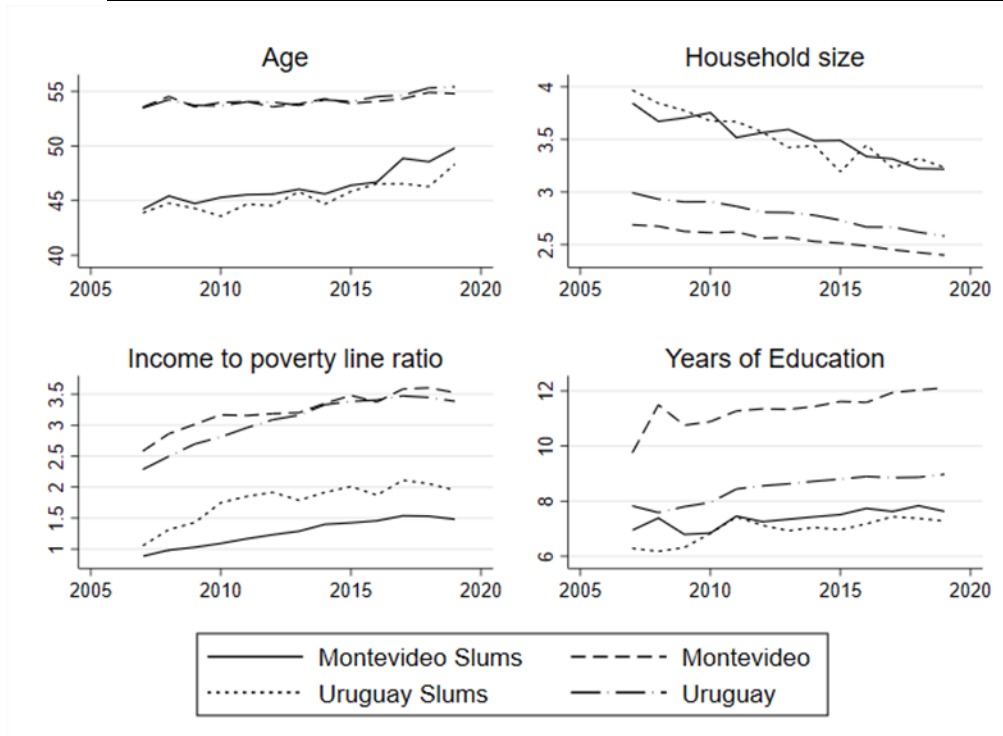 Age
55
50
45
40
2005 2010 2015 2020
Household size
4
3.5
3
2.5
2005 2010 2015 2020
Income to poverty line ratio
3.5
3
2.5
2
1.5
1
2005 2010 2015 2020
Years of Education
12
10
8
6
2005 2010 2015 2020
Montevideo Slums Montevideo
Uruguay Slums Uruguay